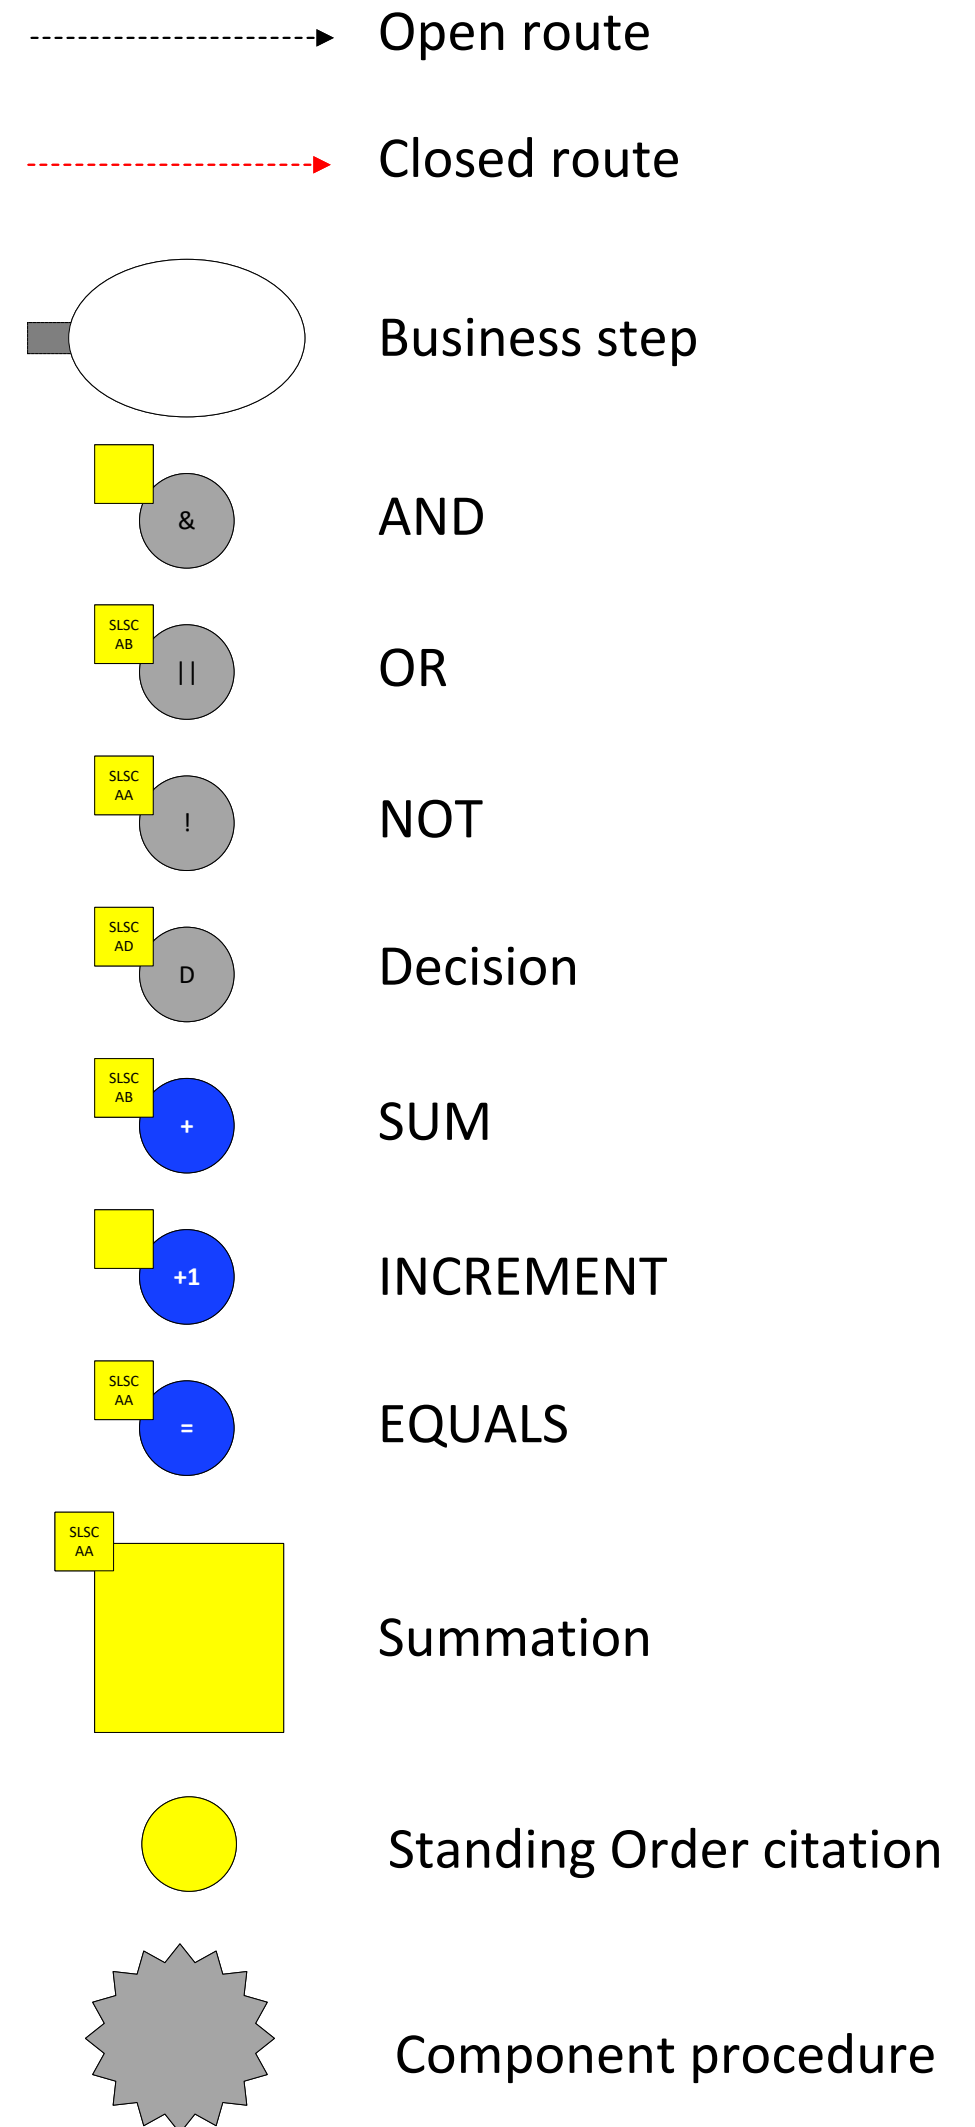 Open route
Closed route
Business step
&
AND
SLSC
AB
||
OR
SLSC
AA
!
NOT
SLSC
AD
D
Decision
SLSC
AB
+
SUM
+1
INCREMENT
SLSC
AA
=
EQUALS
SLSC
AA
Summation
Standing Order citation
Component procedure